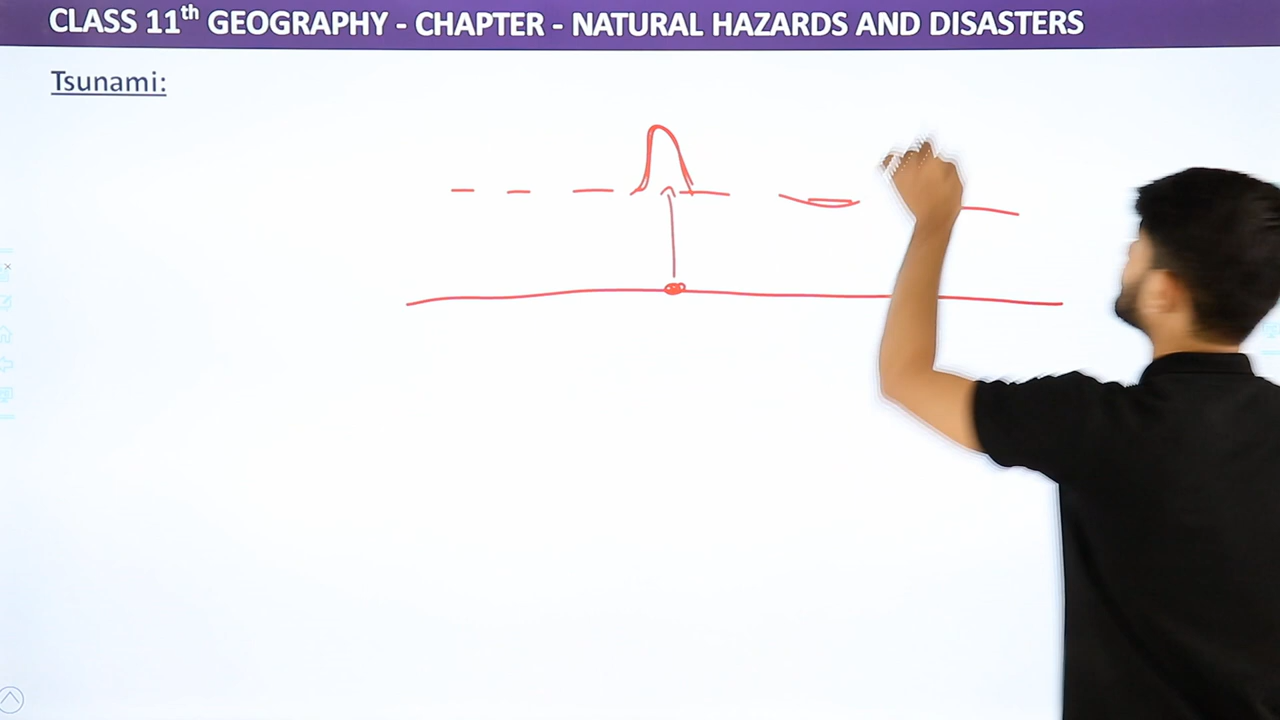 CLASS 11th GEOGRAPHY - CHAPTER - NATURAL HAZARDS AND DISASTERS
Tsunami: